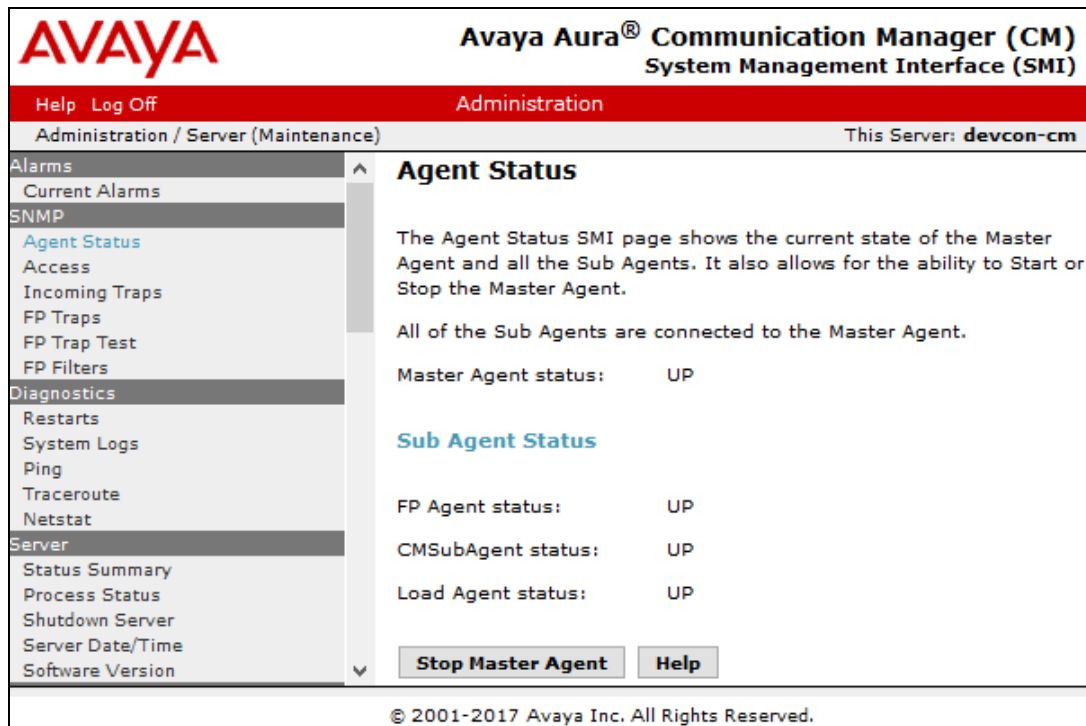 AVAYA
Avaya Aura® Communication Manager (CM)
System Management Interface (SMI)
Help Log Off
Administration
Administration / Server (Maintenance)
This Server: devcon-cm
Alarms
Current Alarms
SNMP
Agent Status
Access
Incoming Traps
FP Traps
FP Trap Test
FP Filters
Diagnostics
Restarts
System Logs
Ping
Traceroute
Netstat
Server
Status Summary
Process Status
Shutdown Server
Server Date/Time
Software Version
Agent Status
The Agent Status SMI page shows the current state of the Master
Agent and all the Sub Agents. It also allows for the ability to Start or
Stop the Master Agent.
All of the Sub Agents are connected to the Master Agent.
Master Agent status: UP
Sub Agent Status
FP Agent status: UP
CMSubAgent status: UP
Load Agent status: UP
Stop Master Agent Help
© 2001-2017 Avaya Inc. All Rights Reserved.